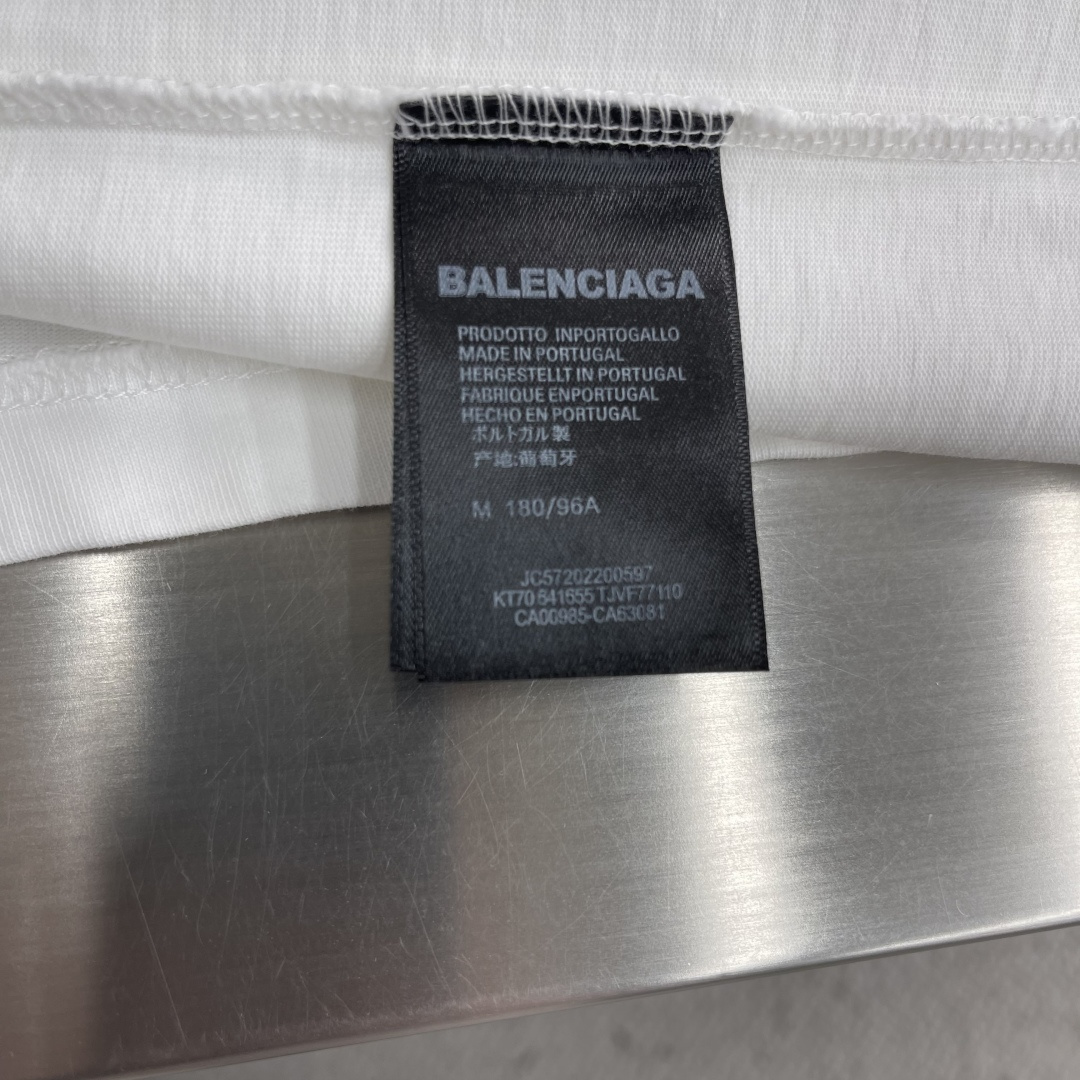 BALENCIAGA
PRODOTTO INPORTOGALLO
MADE IN PORTUGAL
HERGESTELLT IN PORTUGAL
FABRIQUE ENPORTUGAL
HECHO EN PORTUGAL
ポルトガル製
产地:葡萄牙
M 180/96A
JC57202200597
KT70 641655 TJVF77110
CA00985-CA63081